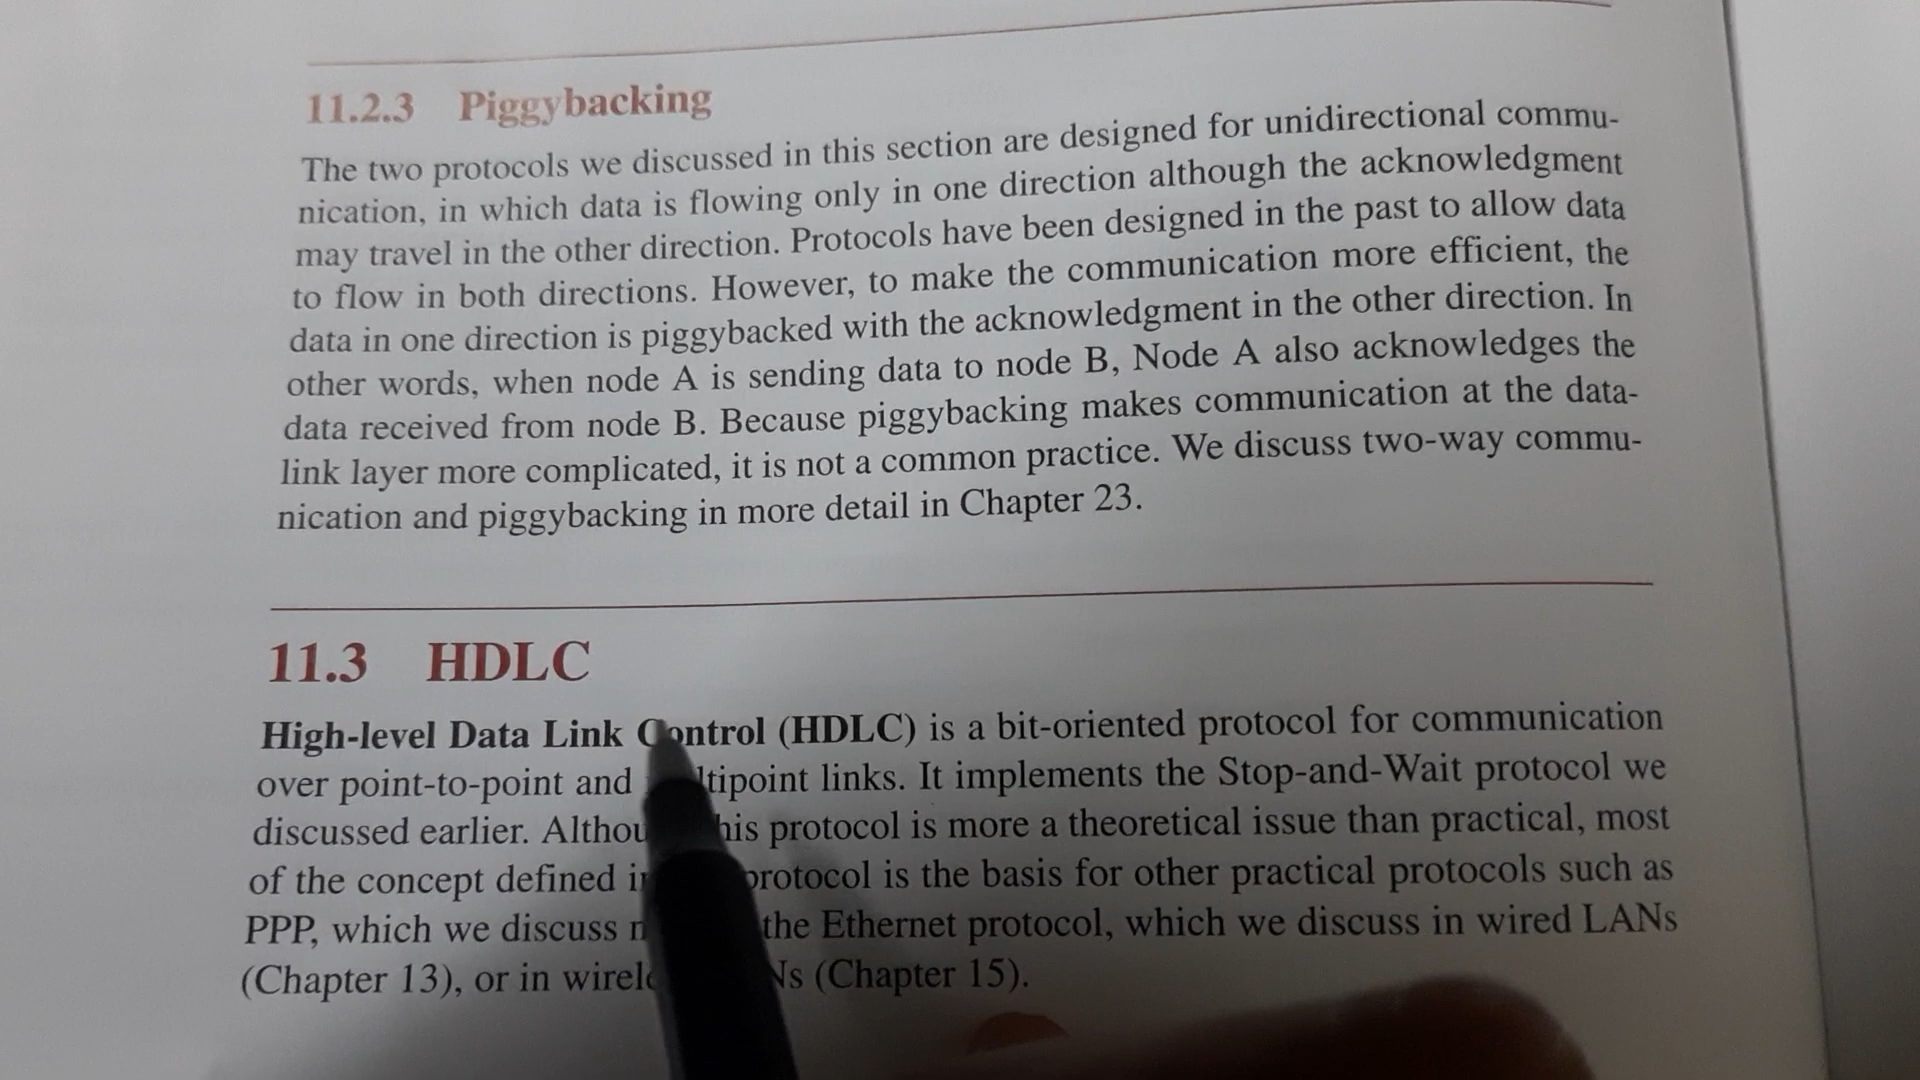 11.2.3 Piggybacking
The two protocols we discussed in this section are designed for unidirectional commu-
nication, in which data is flowing only in one direction although the acknowledgment
may travel in the other direction. Protocols have been designed in the past to allow data
to flow in both directions. However, to make the communication more efficient, the
data in one direction is piggybacked with the acknowledgment in the other direction. In
other words, when node A is sending data to node B, Node A also acknowledges the
data received from node B. Because piggybacking makes communication at the data-
link layer more complicated, it is not a common practice. We discuss two-way commu-
nication and piggybacking in more detail in Chapter 23.
11.3 HDLC
High-level Data Link Control (HDLC) is a bit-oriented protocol for communication
over point-to-point and links. It implements the Stop-and-Wait protocol we
discussed earlier. protocol is more a theoretical issue than practical, most
of the concept defined protocol is the basis for other practical protocols such as
PPP, which we discuss the Ethernet protocol, which we discuss in wired LANs
(Chapter 13), or in (Chapter 15).